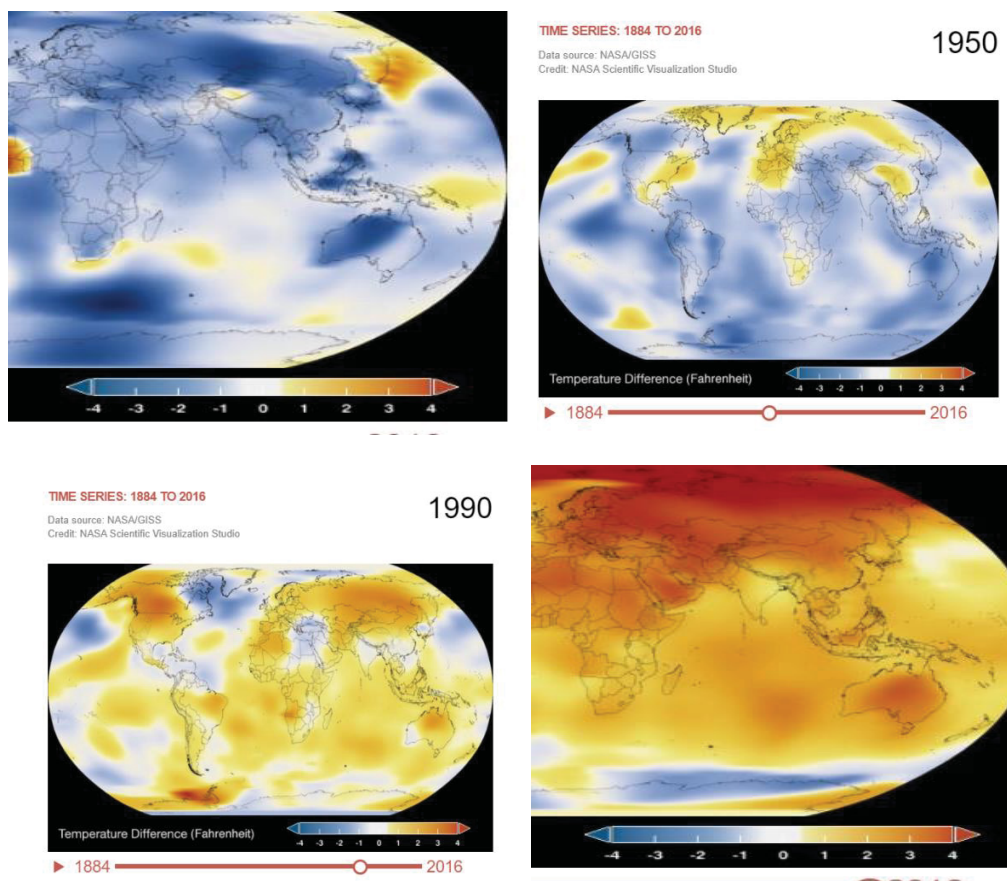 -4 -3 -2 -1 0 1 2 3 4
TIME SERIES: 1884 TO 2016
Data source: NASA/GISS
Credit: NASA Scientific Visualization Studio
1950
Temperature Difference (Fahrenheit)
-4 -3 -2 -1 0 1 2 3 4
1884
2016
TIME SERIES: 1884 TO 2016
Data source: NASA/GISS
Credit: NASA Scientific Visualization Studio
1990
Temperature Difference (Fahrenheit)
-4 -3 -2 -1 0 1 2 3 4
1884
2016
-4 -3 -2 -1 0 1 2 3 4